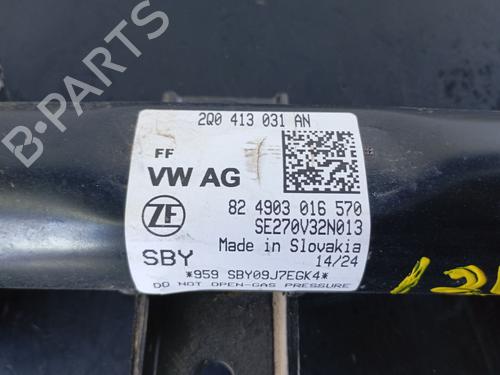 2Q0 413 031 AN
FF
VW AG
ZF
82 4903 016 570
SE270V32N013
SBY
Made in Slovakia
14/24
*959 SBY09J7EGK4*
DO NOT OPEN-GAS PRESSURE
B-PARTS